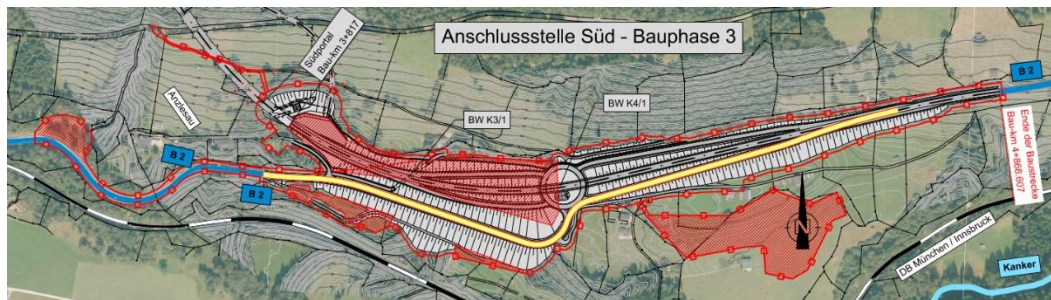 Anschlussstelle Süd - Bauphase 3
Südportal
Bau-km 3+817
Anzlesau
BW K3/1
BW K4/1
B 2
B 2
B 2
Ende der Baustrecke
Bau-km 4+868.607
N
DB München / Innsbruck
Kanker